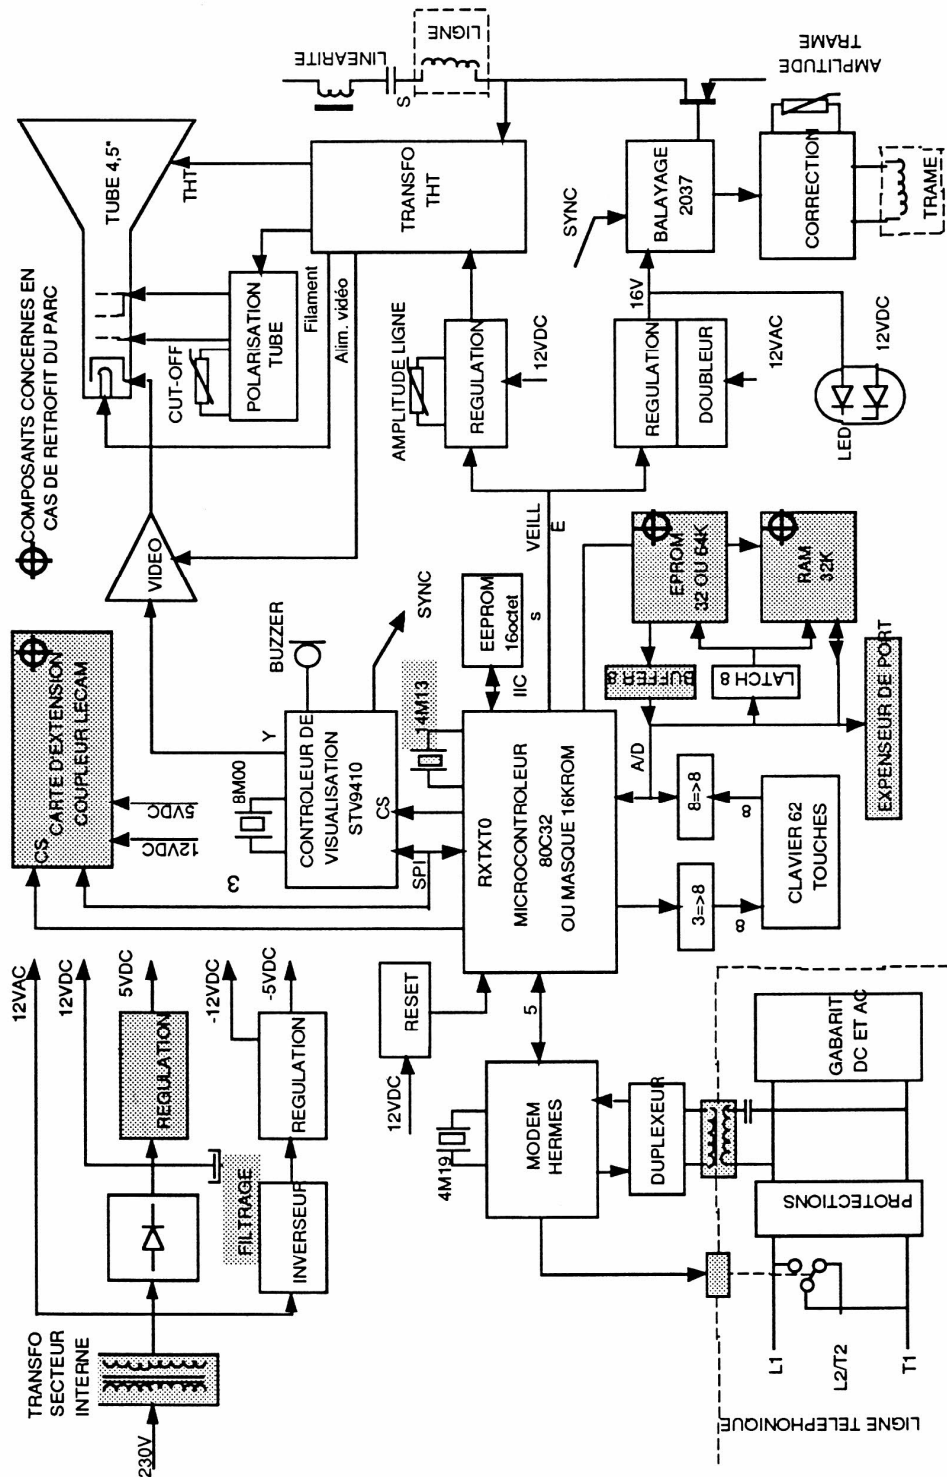 TRANSFO
SECTEUR
INTERNE
230V
12VAC
12VDC
5VDC
-12VDC
-5VDC
REGULATION
FILTRAGE
INVERSEUR
REGULATION
COMPOSANTS CONCERNES EN
CAS DE RETROFIT DU PARC
CS
CARTE D'EXTENSION
COUPLEUR LECAM
12VDC
5VDC
3
TUBE 4,5"
THT
VIDEO
CUT-OFF
POLARISATION
TUBE
Filament
Alim. vidéo
TRANSFO
THT
LINEARITE
S
LIGNE
Y
8M00
BUZZER
CONTROLEUR DE
VISUALISATION
STV9410
SYNC
SPI
CS
14M13
12VDC
RESET
RXTXT0
MICROCONTROLEUR
80C32
OU MASQUE 16KROM
IIC
EEPROM
16octet
s
VEILL
E
AMPLITUDE LIGNE
REGULATION
12VDC
SYNC
BALAYAGE
2037
16V
REGULATION
DOUBLEUR
12VAC
LED
12VDC
AMPLITUDE
TRAME
CORRECTION
TRAME
4M19
MODEM
HERMES
5
DUPLEXEUR
A/D
BUFFER 8
LATCH 8
EPROM
32 OU 64K
RAM
32K
EXPENSEUR DE PORT
3=>8
8=>8
8
8
CLAVIER 62
TOUCHES
GABARIT
DC ET AC
PROTECTIONS
L1
L2/T2
T1
LIGNE TELEPHONIQUE